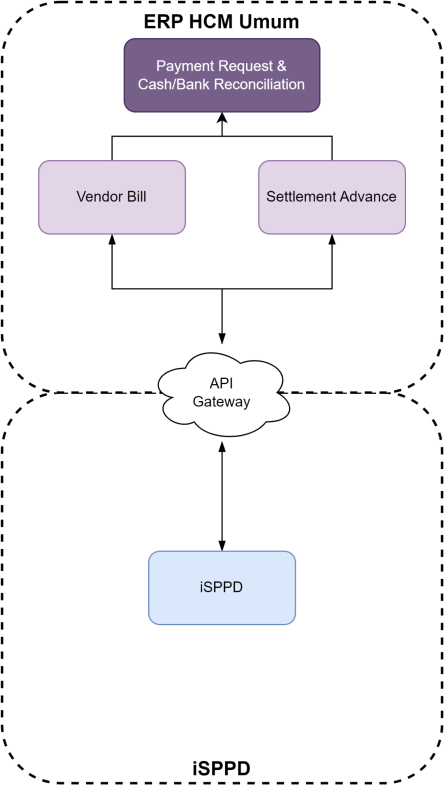 ERP HCM Umum
Payment Request &
Cash/Bank Reconciliation
Vendor Bill
Settlement Advance
API
Gateway
iSPPD
iSPPD